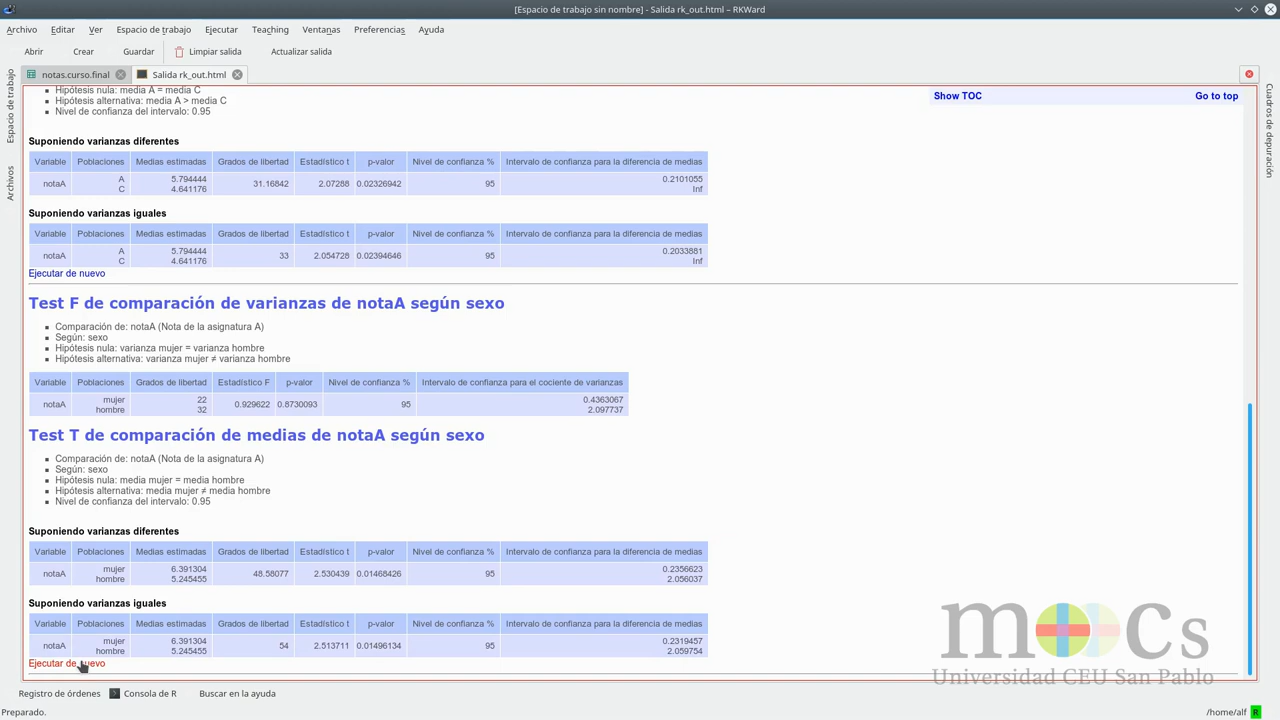 [Espacio de trabajo sin nombre] - Salida rk_out.html – RKWard
Archivo Editar Ver Espacio de trabajo Ejecutar Teaching Ventanas Preferencias Ayuda
Abrir Crear Guardar Limpiar salida Actualizar salida
notas.curso.final Salida rk_out.html
Espacio de trabajo
Archivos
Cuadros de depuración
Show TOC Go to top
Hipótesis nula: media A = media C
Hipótesis alternativa: media A > media C
Nivel de confianza del intervalo: 0.95
Suponiendo varianzas diferentes
Variable Poblaciones Medias estimadas Grados de libertad Estadístico t p-valor Nivel de confianza % Intervalo de confianza para la diferencia de medias
A 5.794444 0.2101055
notaA 31.16842 2.07288 0.02326942 95
C 4.641176 Inf
Suponiendo varianzas iguales
Variable Poblaciones Medias estimadas Grados de libertad Estadístico t p-valor Nivel de confianza % Intervalo de confianza para la diferencia de medias
A 5.794444 0.2033881
notaA 33 2.054728 0.02394646 95
C 4.641176 Inf
Ejecutar de nuevo
Test F de comparación de varianzas de notaA según sexo
Comparación de: notaA (Nota de la asignatura A)
Según: sexo
Hipótesis nula: varianza mujer = varianza hombre
Hipótesis alternativa: varianza mujer ≠ varianza hombre
Variable Poblaciones Grados de libertad Estadístico F p-valor Nivel de confianza % Intervalo de confianza para el cociente de varianzas
mujer 22 0.4363067
notaA 0.929622 0.8730093 95
hombre 32 2.097737
Test T de comparación de medias de notaA según sexo
Comparación de: notaA (Nota de la asignatura A)
Según: sexo
Hipótesis nula: media mujer = media hombre
Hipótesis alternativa: media mujer ≠ media hombre
Nivel de confianza del intervalo: 0.95
Suponiendo varianzas diferentes
Variable Poblaciones Medias estimadas Grados de libertad Estadístico t p-valor Nivel de confianza % Intervalo de confianza para la diferencia de medias
mujer 6.391304 0.2356623
notaA 48.58077 2.530439 0.01468426 95
hombre 5.245455 2.056037
Suponiendo varianzas iguales
Variable Poblaciones Medias estimadas Grados de libertad Estadístico t p-valor Nivel de confianza % Intervalo de confianza para la diferencia de medias
mujer 6.391304 0.2319457
notaA 54 2.513711 0.01496134 95
hombre 5.245455 2.059754
Ejecutar de nuevo
mocs
Universidad CEU San Pablo
Registro de órdenes Consola de R Buscar en la ayuda
Preparado. /home/alf R